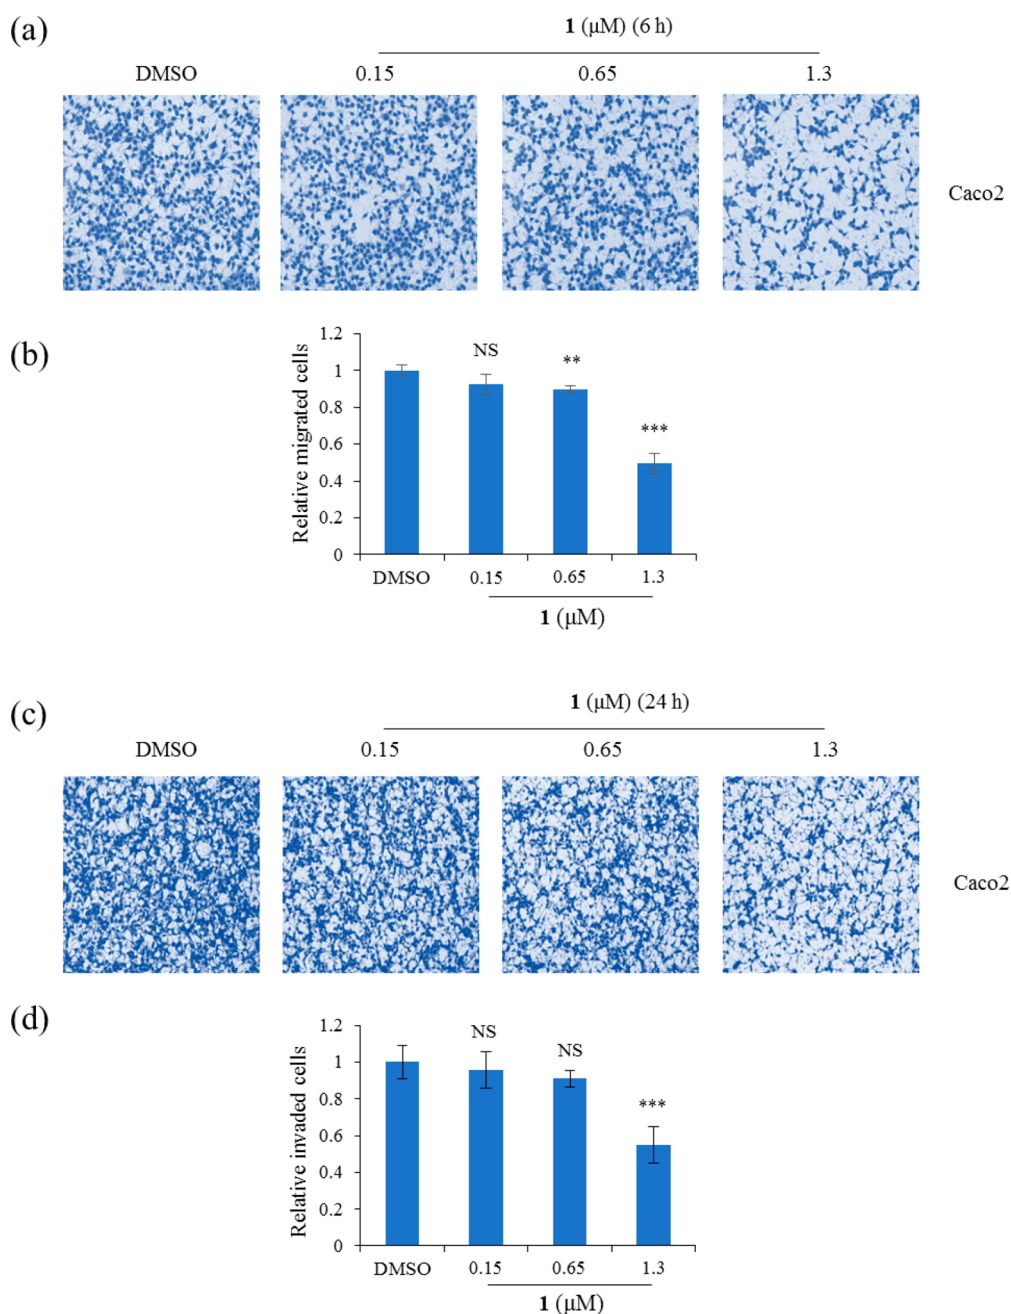 (a)
1 (μM) (6 h)
DMSO 0.15 0.65 1.3
Caco2
(b)
Relative migrated cells
1.2
1
0.8
0.6
0.4
0.2
0
NS
**
***
DMSO 0.15 0.65 1.3
1 (μM)
(c)
1 (μM) (24 h)
DMSO 0.15 0.65 1.3
Caco2
(d)
Relative invaded cells
1.2
1
0.8
0.6
0.4
0.2
0
NS
NS
***
DMSO 0.15 0.65 1.3
1 (μM)